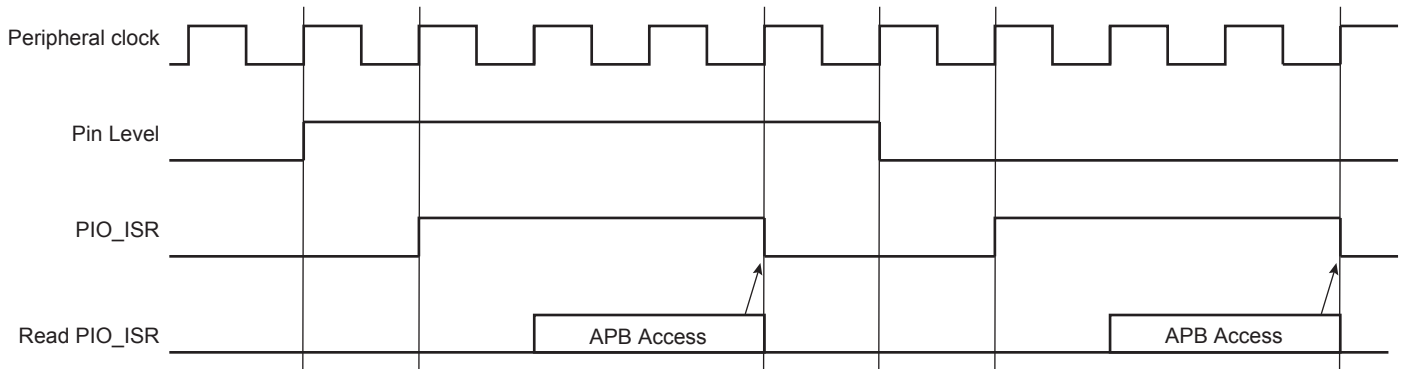 Peripheral clock
Pin Level
PIO_ISR
Read PIO_ISR
APB Access
APB Access